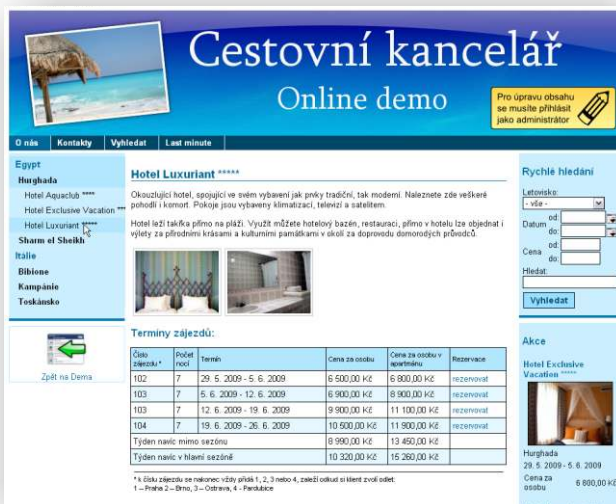 Cestovní kancelář
Online demo
Pro úpravu obsahu
se musíte přihlásit
jako administrátor
O nás
Kontakty
Vyhledat
Last minute
Egypt
Hurghada
Hotel Aquaclub ****
Hotel Exclusive Vacation ***
Hotel Luxuriant *****
Sharm el Sheikh
Itálie
Bibione
Kampánie
Toskánsko
Zpět na Dema
Hotel Luxuriant *****
Okouzlující hotel, spojující ve svém vybavení jak prvky tradiční, tak moderní. Naleznete zde veškeré
pohodlí i komort. Pokoje jsou vybaveny klimatizací, televizí a satelitem.
Hotel leží takřka přímo na pláži. Využít můžete hotelový bazén, restauraci, přímo v hotelu lze objednat i
výlety za přírodními krásami a kulturními památkami v okolí za doprovodu domorodých průvodců.
Termíny zájezdů:
Číslo zájezdu * Počet nocí Termín Cena za osobu Cena za osobu v apartmánu Rezervace
102 7 29. 5. 2009 - 5. 6. 2009 6 500,00 Kč 6 800,00 Kč rezervovat
103 7 5. 6. 2009 - 12. 6. 2009 6 900,00 Kč 8 900,00 Kč rezervovat
103 7 12. 6. 2009 - 19. 6. 2009 9 900,00 Kč 11 100,00 Kč rezervovat
104 7 19. 6. 2009 - 26. 6. 2009 10 500,00 Kč 11 900,00 Kč rezervovat
Týden navíc mimo sezónu 8 990,00 Kč 13 450,00 Kč
Týden navíc v hlavní sezóně 10 320,00 Kč 15 260,00 Kč
* k číslu zájezdu se nakonec vždy přidá 1, 2, 3 nebo 4, záleží odkud si klient zvolí odlet:
1 – Praha 2 – Brno, 3 – Ostrava, 4 - Pardubice
Rychlé hledání
Letovisko:
- vše -
Datum od:
do:
Cena od:
do:
Hledat:
Vyhledat
Akce
Hotel Exclusive
Vacation *****
Hurghada
29. 5. 2009 - 5. 6. 2009
Cena za
osobu 6 800,00 Kč